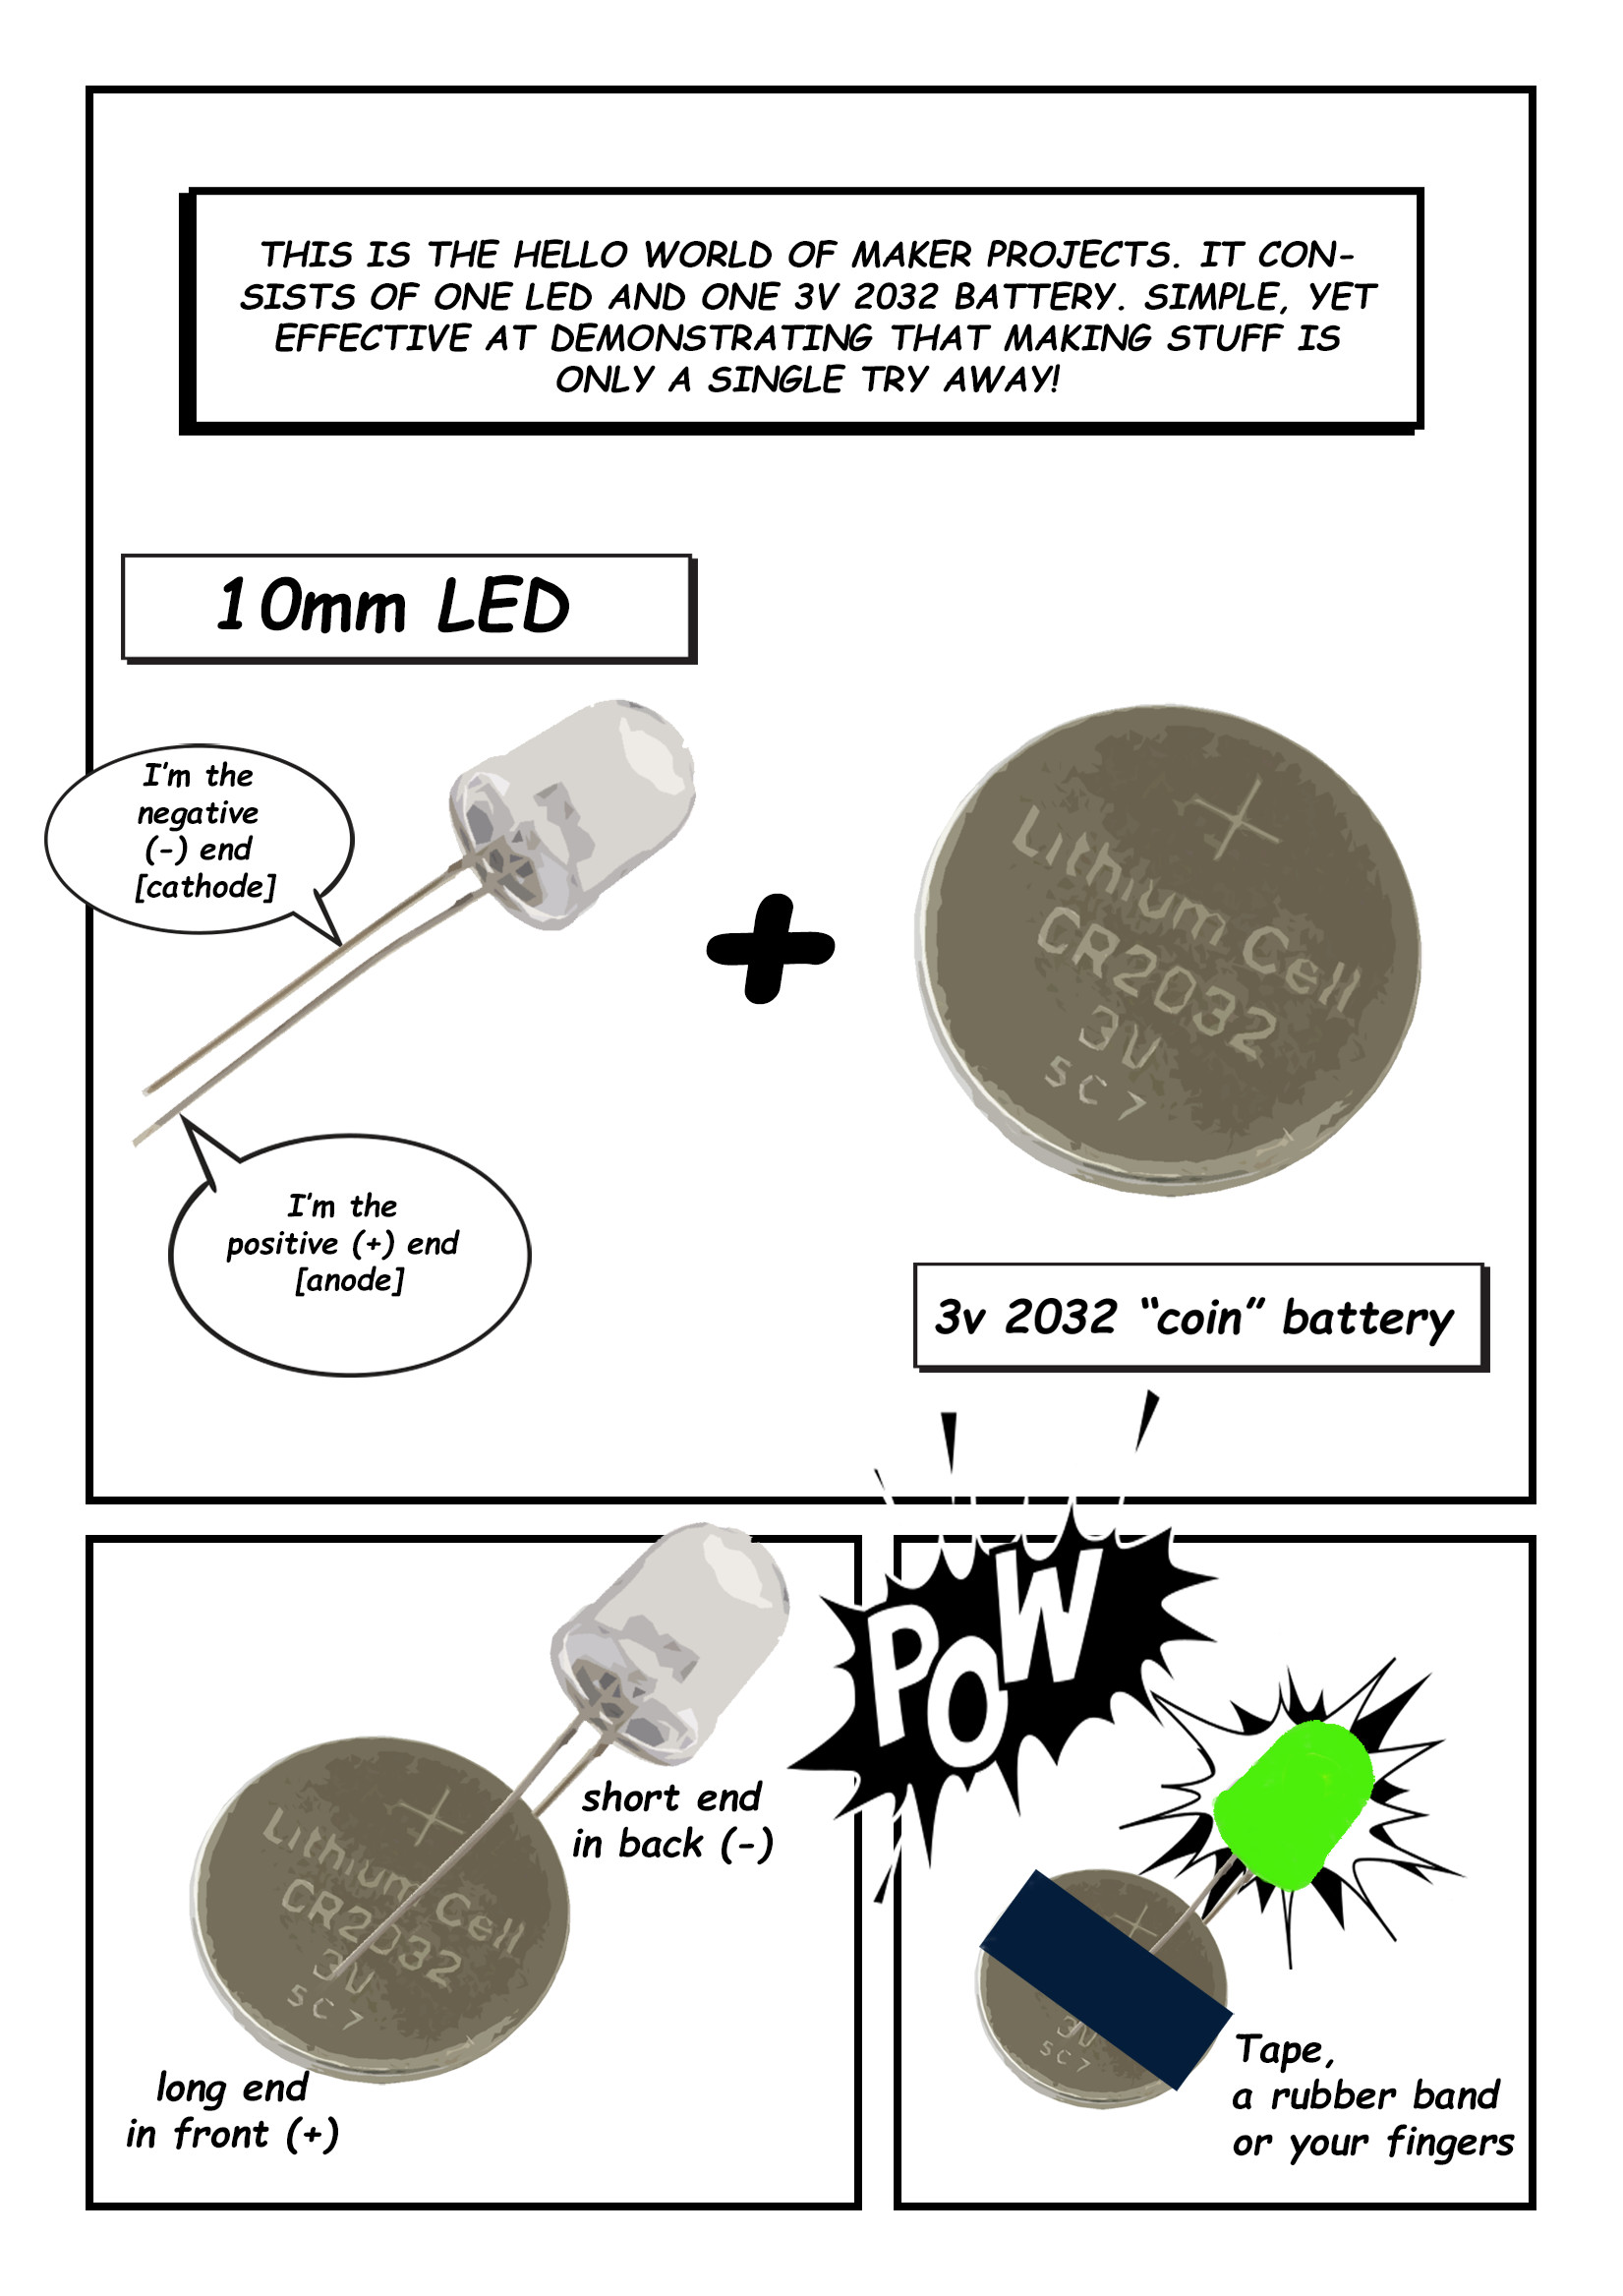 THIS IS THE HELLO WORLD OF MAKER PROJECTS. IT CON-
SISTS OF ONE LED AND ONE 3V 2032 BATTERY. SIMPLE, YET
EFFECTIVE AT DEMONSTRATING THAT MAKING STUFF IS
ONLY A SINGLE TRY AWAY!
10mm LED
I'm the
negative
(-) end
[cathode]
I'm the
positive (+) end
[anode]
+
+
Lithium Cell
CR2032
3V
5C7
3v 2032 “coin” battery
+
Lithium Cell
CR2032
3V
5C7
short end
in back (-)
long end
in front (+)
POW
+
3V
5C7
Tape,
a rubber band
or your fingers